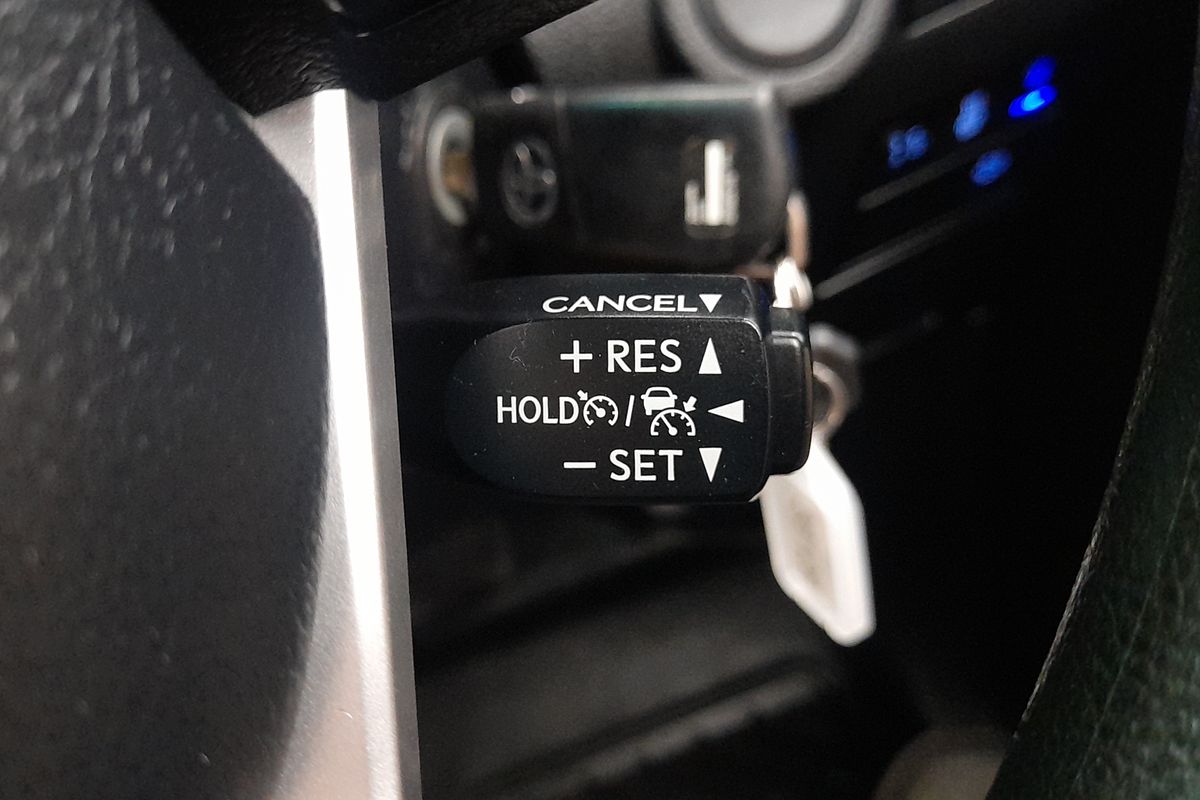 CANCEL▼
+ RES ▲
HOLD / ◀
− SET ▼